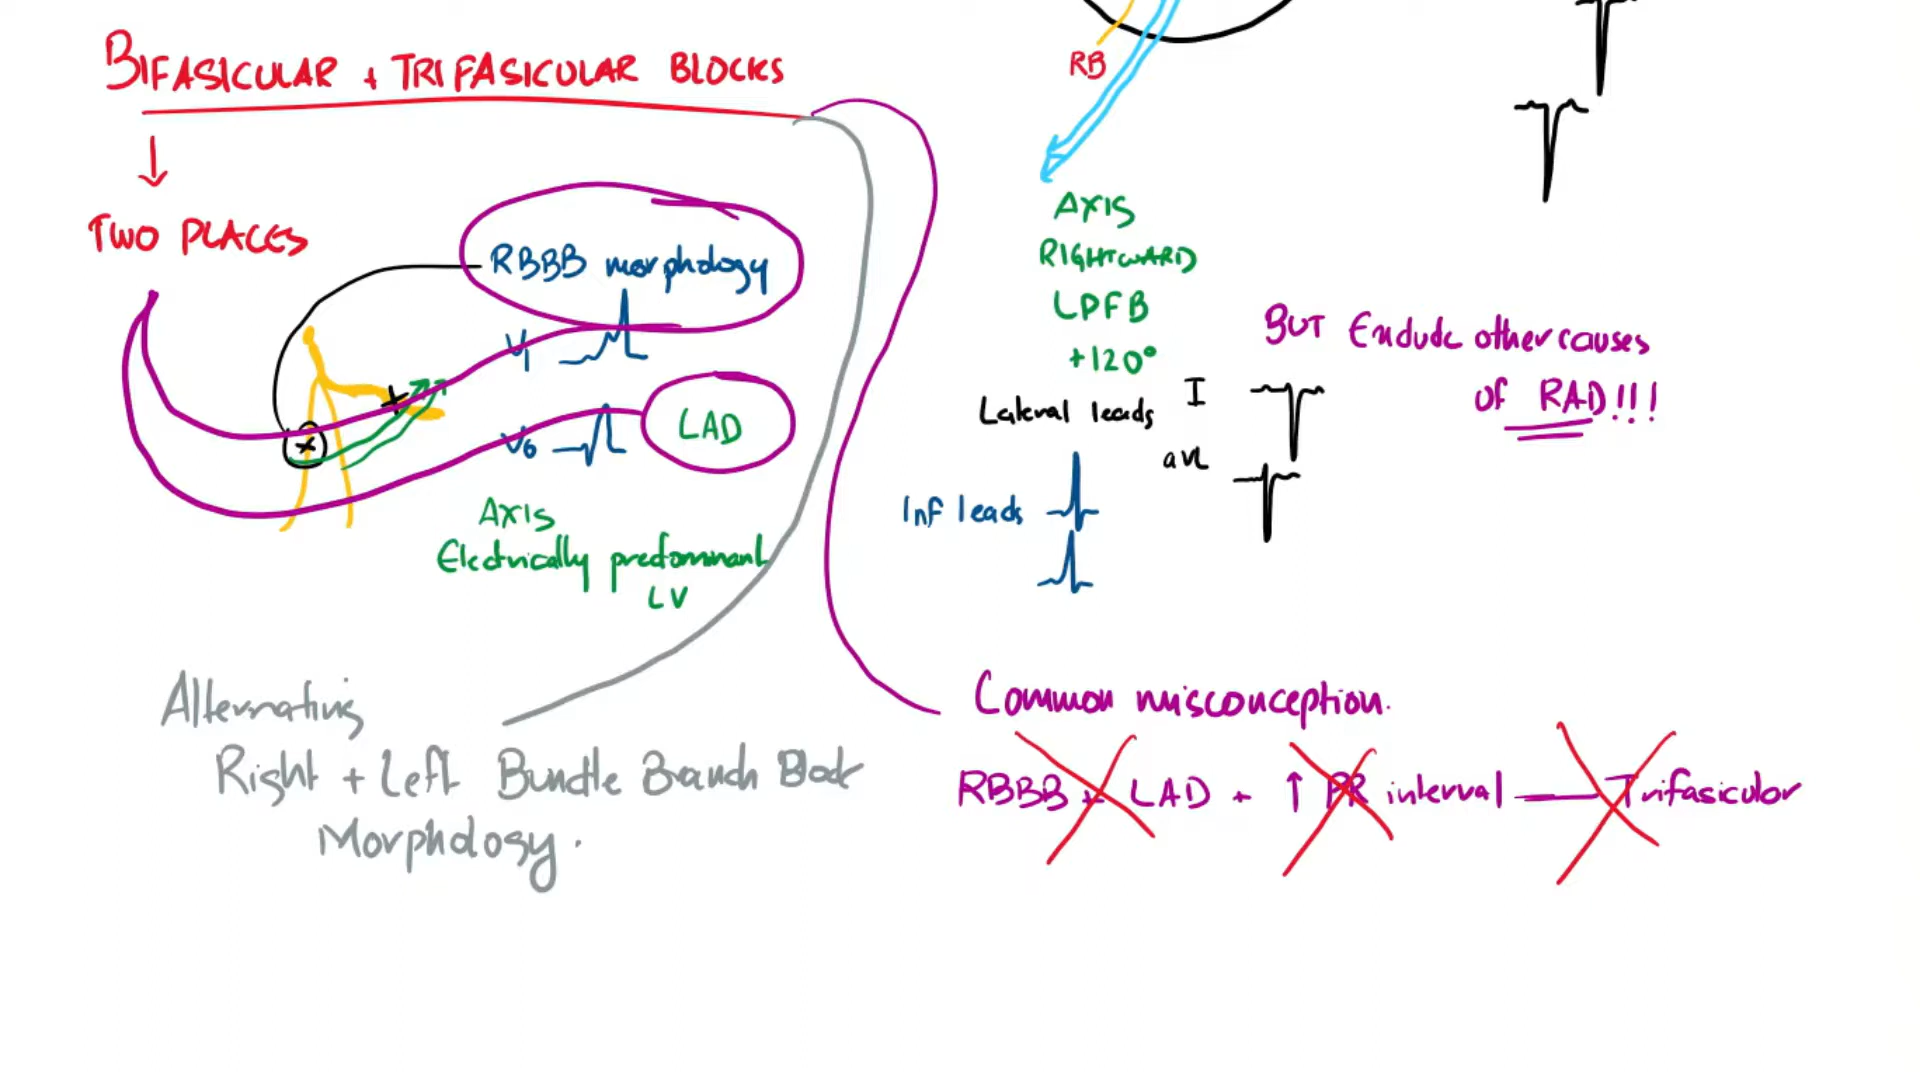 BIFASICULAR + TRIFASICULAR BLOCKS
TWO PLACES
RBBB morphology
V1
V6
LAD
AXIS
Electrically predominant
LV
Alternating
Right + Left Bundle Branch Block
Morphology.
RB
AXIS
RIGHTWARD
LPFB
+120°
Lateral leads
I
avL
Inf leads
BUT Exclude other causes
of RAD!!!
Common misconception.
RBBB + LAD + ↑ PR interval — Trifasicular